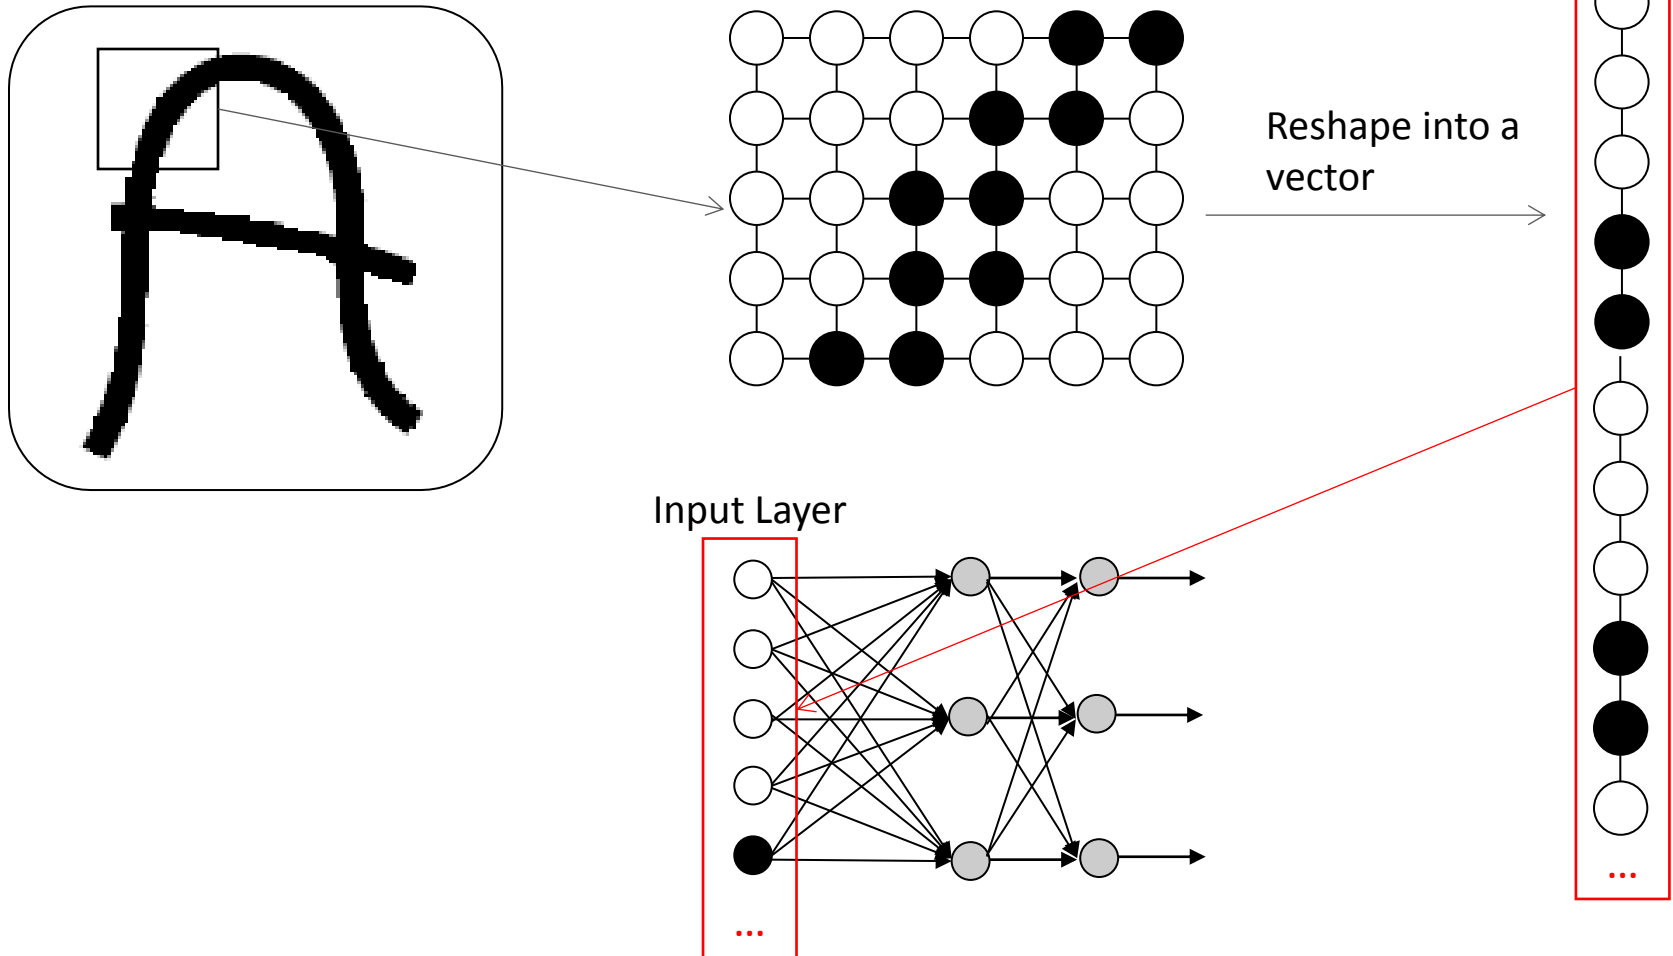 Reshape into a
vector
...
Input Layer
...